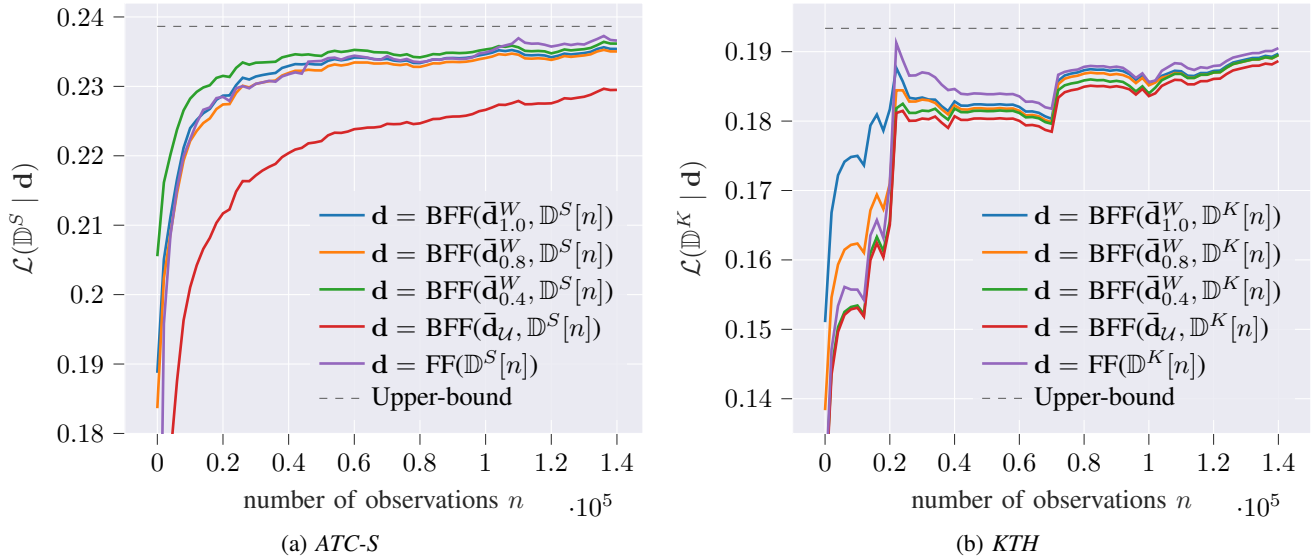 0.24
0.23
0.22
0.21
0.2
0.19
0.18
ℒ(𝔻^S | d)
d = BFF(d̄^W_{1.0}, 𝔻^S[n])
d = BFF(d̄^W_{0.8}, 𝔻^S[n])
d = BFF(d̄^W_{0.4}, 𝔻^S[n])
d = BFF(d̄_𝒰, 𝔻^S[n])
d = FF(𝔻^S[n])
Upper-bound
0 0.2 0.4 0.6 0.8 1 1.2 1.4
number of observations n
·10^5
(a) ATC-S
0.19
0.18
0.17
0.16
0.15
0.14
ℒ(𝔻^K | d)
d = BFF(d̄^W_{1.0}, 𝔻^K[n])
d = BFF(d̄^W_{0.8}, 𝔻^K[n])
d = BFF(d̄^W_{0.4}, 𝔻^K[n])
d = BFF(d̄_𝒰, 𝔻^K[n])
d = FF(𝔻^K[n])
Upper-bound
0 0.2 0.4 0.6 0.8 1 1.2 1.4
number of observations n
·10^5
(b) KTH